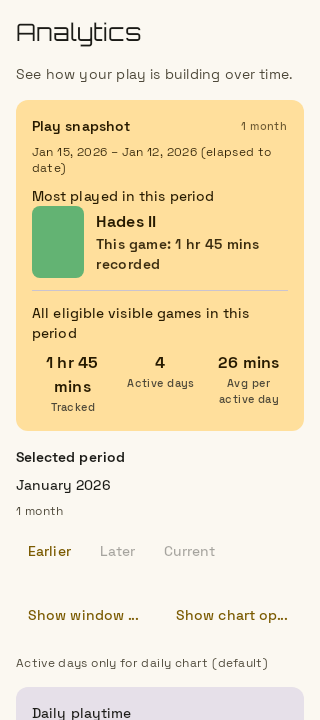 Analytics
See how your play is building over time.
Play snapshot
1 month
Jan 15, 2026 – Jan 12, 2026 (elapsed to
date)
Most played in this period
Hades II
This game: 1 hr 45 mins
recorded
All eligible visible games in this
period
1 hr 45
mins
Tracked
4
Active days
26 mins
Avg per
active day
Selected period
January 2026
1 month
Earlier
Later
Current
Show window ...
Show chart op...
Active days only for daily chart (default)
Daily playtime